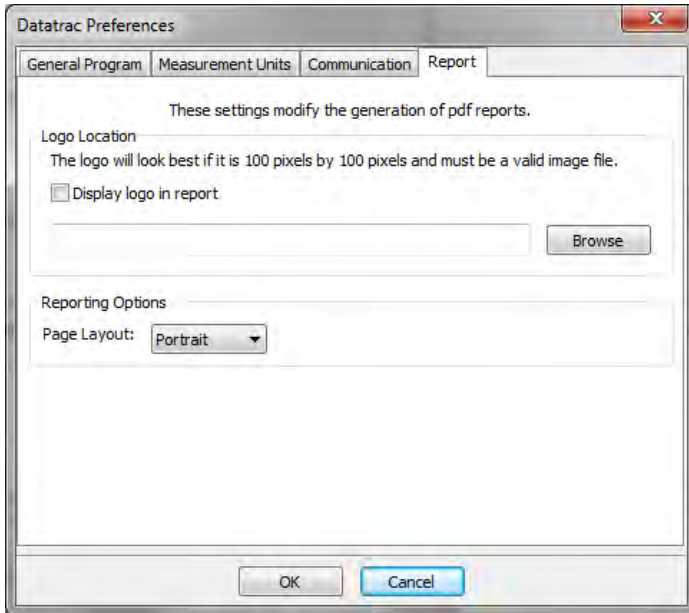 Datatrac Preferences
General Program Measurement Units Communication Report
These settings modify the generation of pdf reports.
Logo Location
The logo will look best if it is 100 pixels by 100 pixels and must be a valid image file.
Display logo in report
Browse
Reporting Options
Page Layout: Portrait
OK Cancel